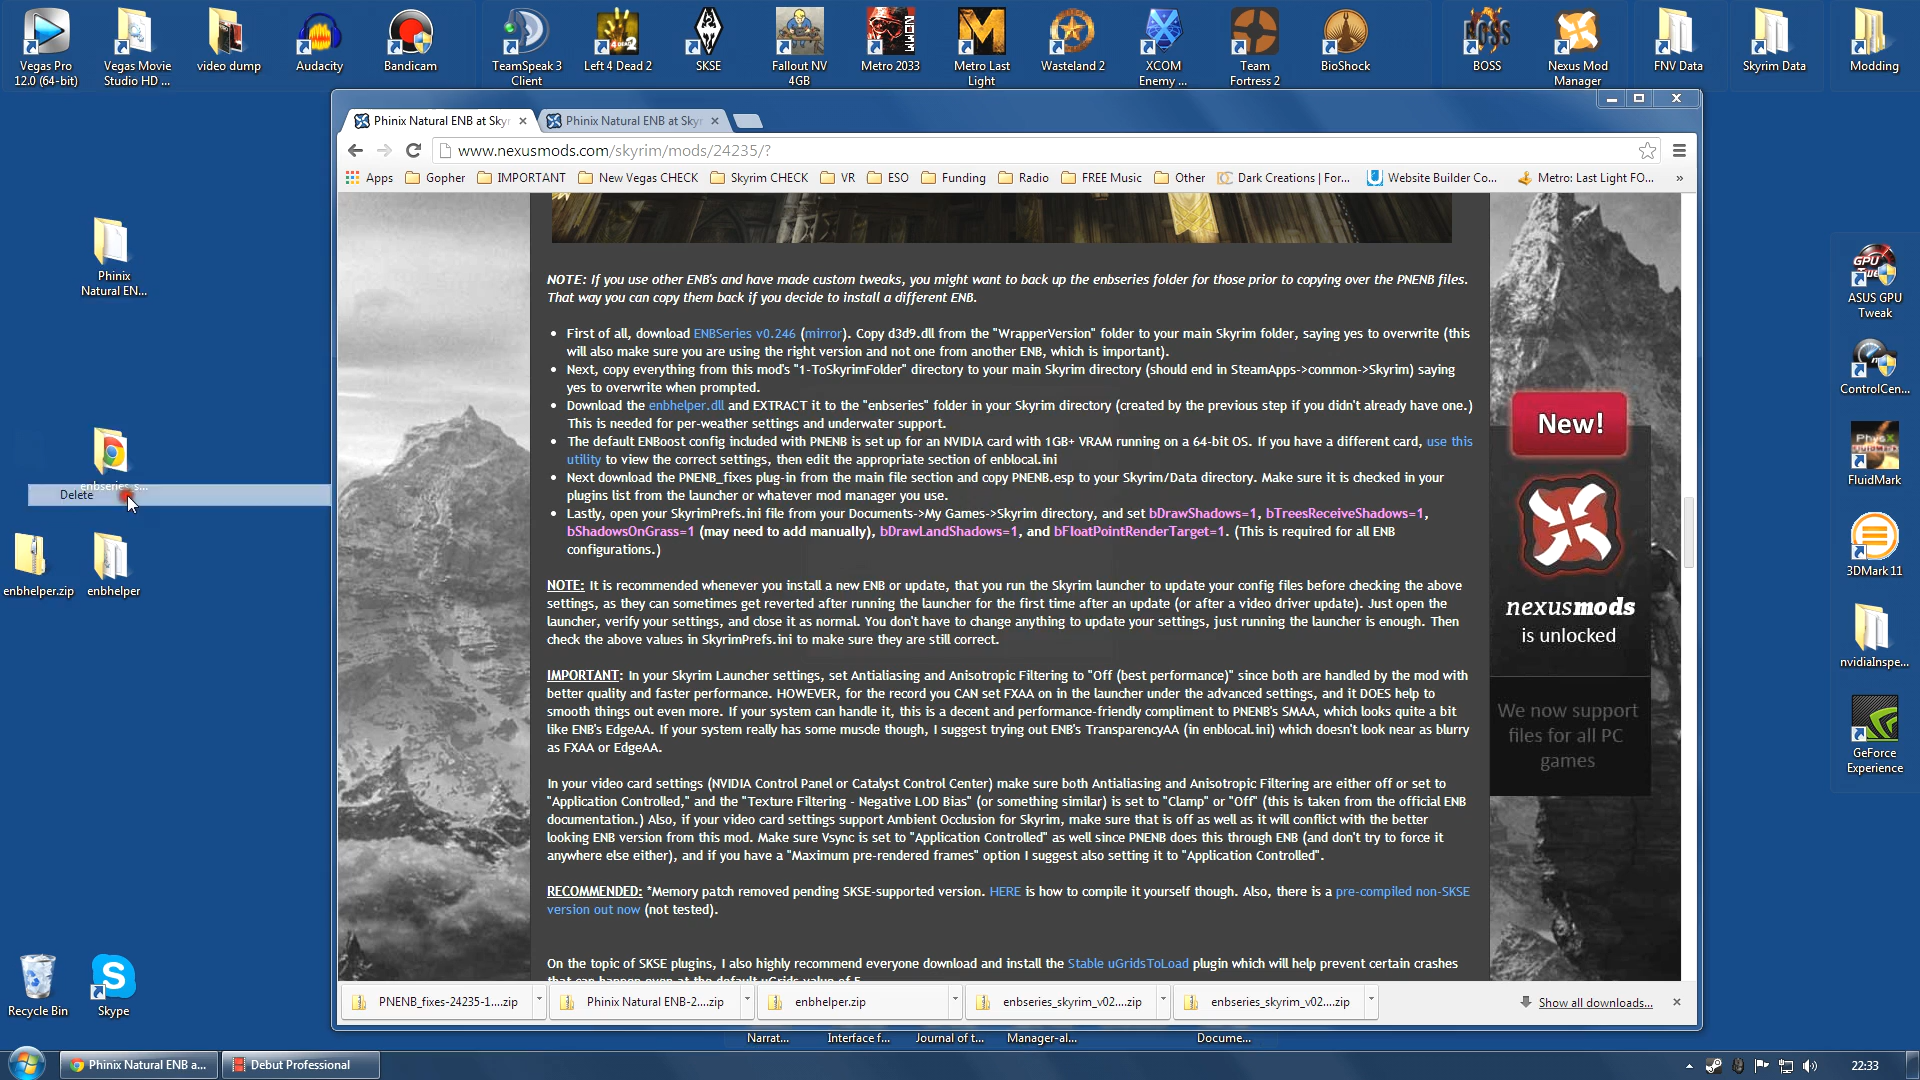 Vegas Pro
12.0 (64-bit)
Vegas Movie
Studio HD ...
video dump
Audacity
Bandicam
TeamSpeak 3
Client
Left 4 Dead 2
SKSE
Fallout NV
4GB
Metro 2033
Metro Last
Light
Wasteland 2
XCOM
Enemy ...
Team
Fortress 2
BioShock
BOSS
Nexus Mod
Manager
FNV Data
Skyrim Data
Modding
Phinix Natural ENB at Skyr
Phinix Natural ENB at Sky
www.nexusmods.com/skyrim/mods/24235/?
Apps
Gopher
IMPORTANT
New Vegas CHECK
Skyrim CHECK
VR
ESO
Funding
Radio
FREE Music
Other
Dark Creations | For...
Website Builder Co...
Metro: Last Light FO...
»
Phinix
Natural EN...
enbseries_s...
Delete
enbhelper.zip
enbhelper
Recycle Bin
Skype
NOTE: If you use other ENB's and have made custom tweaks, you might want to back up the enbseries folder for those prior to copying over the PNENB files.
That way you can copy them back if you decide to install a different ENB.
• First of all, download ENBSeries v0.246 (mirror). Copy d3d9.dll from the "WrapperVersion" folder to your main Skyrim folder, saying yes to overwrite (this
will also make sure you are using the right version and not one from another ENB, which is important).
• Next, copy everything from this mod's "1-ToSkyrimFolder" directory to your main Skyrim directory (should end in SteamApps->common->Skyrim) saying
yes to overwrite when prompted.
• Download the enbhelper.dll and EXTRACT it to the "enbseries" folder in your Skyrim directory (created by the previous step if you didn't already have one.)
This is needed for per-weather settings and underwater support.
• The default ENBoost config included with PNENB is set up for an NVIDIA card with 1GB+ VRAM running on a 64-bit OS. If you have a different card, use this
utility to view the correct settings, then edit the appropriate section of enblocal.ini
• Next download the PNENB_fixes plug-in from the main file section and copy PNENB.esp to your Skyrim/Data directory. Make sure it is checked in your
plugins list from the launcher or whatever mod manager you use.
• Lastly, open your SkyrimPrefs.ini file from your Documents->My Games->Skyrim directory, and set bDrawShadows=1, bTreesReceiveShadows=1,
bShadowsOnGrass=1 (may need to add manually), bDrawLandShadows=1, and bFloatPointRenderTarget=1. (This is required for all ENB
configurations.)
NOTE: It is recommended whenever you install a new ENB or update, that you run the Skyrim launcher to update your config files before checking the above
settings, as they can sometimes get reverted after running the launcher for the first time after an update (or after a video driver update). Just open the
launcher, verify your settings, and close it as normal. You don't have to change anything to update your settings, just running the launcher is enough. Then
check the above values in SkyrimPrefs.ini to make sure they are still correct.
IMPORTANT: In your Skyrim Launcher settings, set Antialiasing and Anisotropic Filtering to "Off (best performance)" since both are handled by the mod with
better quality and faster performance. HOWEVER, for the record you CAN set FXAA on in the launcher under the advanced settings, and it DOES help to
smooth things out even more. If your system can handle it, this is a decent and performance-friendly compliment to PNENB's SMAA, which looks quite a bit
like ENB's EdgeAA. If your system really has some muscle though, I suggest trying out ENB's TransparencyAA (in enblocal.ini) which doesn't look near as blurry
as FXAA or EdgeAA.
In your video card settings (NVIDIA Control Panel or Catalyst Control Center) make sure both Antialiasing and Anisotropic Filtering are either off or set to
"Application Controlled," and the "Texture Filtering - Negative LOD Bias" (or something similar) is set to "Clamp" or "Off" (this is taken from the official ENB
documentation.) Also, if your video card settings support Ambient Occlusion for Skyrim, make sure that is off as well as it will conflict with the better
looking ENB version from this mod. Make sure Vsync is set to "Application Controlled" as well since PNENB does this through ENB (and don't try to force it
anywhere else either), and if you have a "Maximum pre-rendered frames" option I suggest also setting it to "Application Controlled".
RECOMMENDED: *Memory patch removed pending SKSE-supported version. HERE is how to compile it yourself though. Also, there is a pre-compiled non-SKSE
version out now (not tested).
On the topic of SKSE plugins, I also highly recommend everyone download and install the Stable uGridsToLoad plugin which will help prevent certain crashes
New!
nexusmods
is unlocked
We now support
files for all PC
games
ASUS GPU
Tweak
ControlCen...
FluidMark
3DMark 11
nvidiaInspe...
GeForce
Experience
PNENB_fixes-24235-1....zip
Phinix Natural ENB-2....zip
enbhelper.zip
enbseries_skyrim_v02....zip
enbseries_skyrim_v02....zip
Show all downloads...
Narrat...
Interface f...
Journal of t...
Manager-al...
Docume...
Phinix Natural ENB a...
Debut Professional
22:33